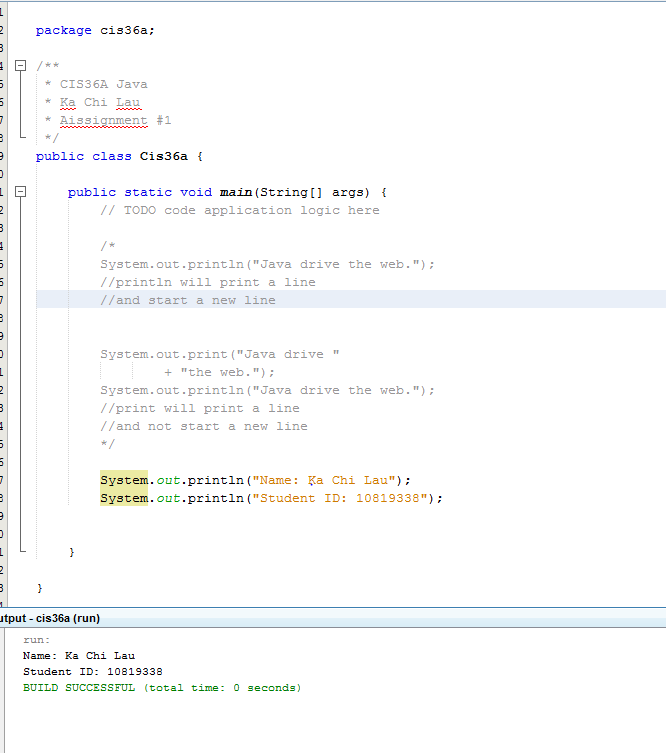 package cis36a;
/**
* CIS36A Java
* Ka Chi Lau
* Aissignment #1
*/
public class Cis36a {
public static void main(String[] args) {
// TODO code application logic here
/*
System.out.println("Java drive the web.");
//println will print a line
//and start a new line
System.out.print("Java drive "
+ "the web.");
System.out.println("Java drive the web.");
//print will print a line
//and not start a new line
*/
System.out.println("Name: Ka Chi Lau");
System.out.println("Student ID: 10819338");
}
}
utput - cis36a (run)
run:
Name: Ka Chi Lau
Student ID: 10819338
BUILD SUCCESSFUL (total time: 0 seconds)